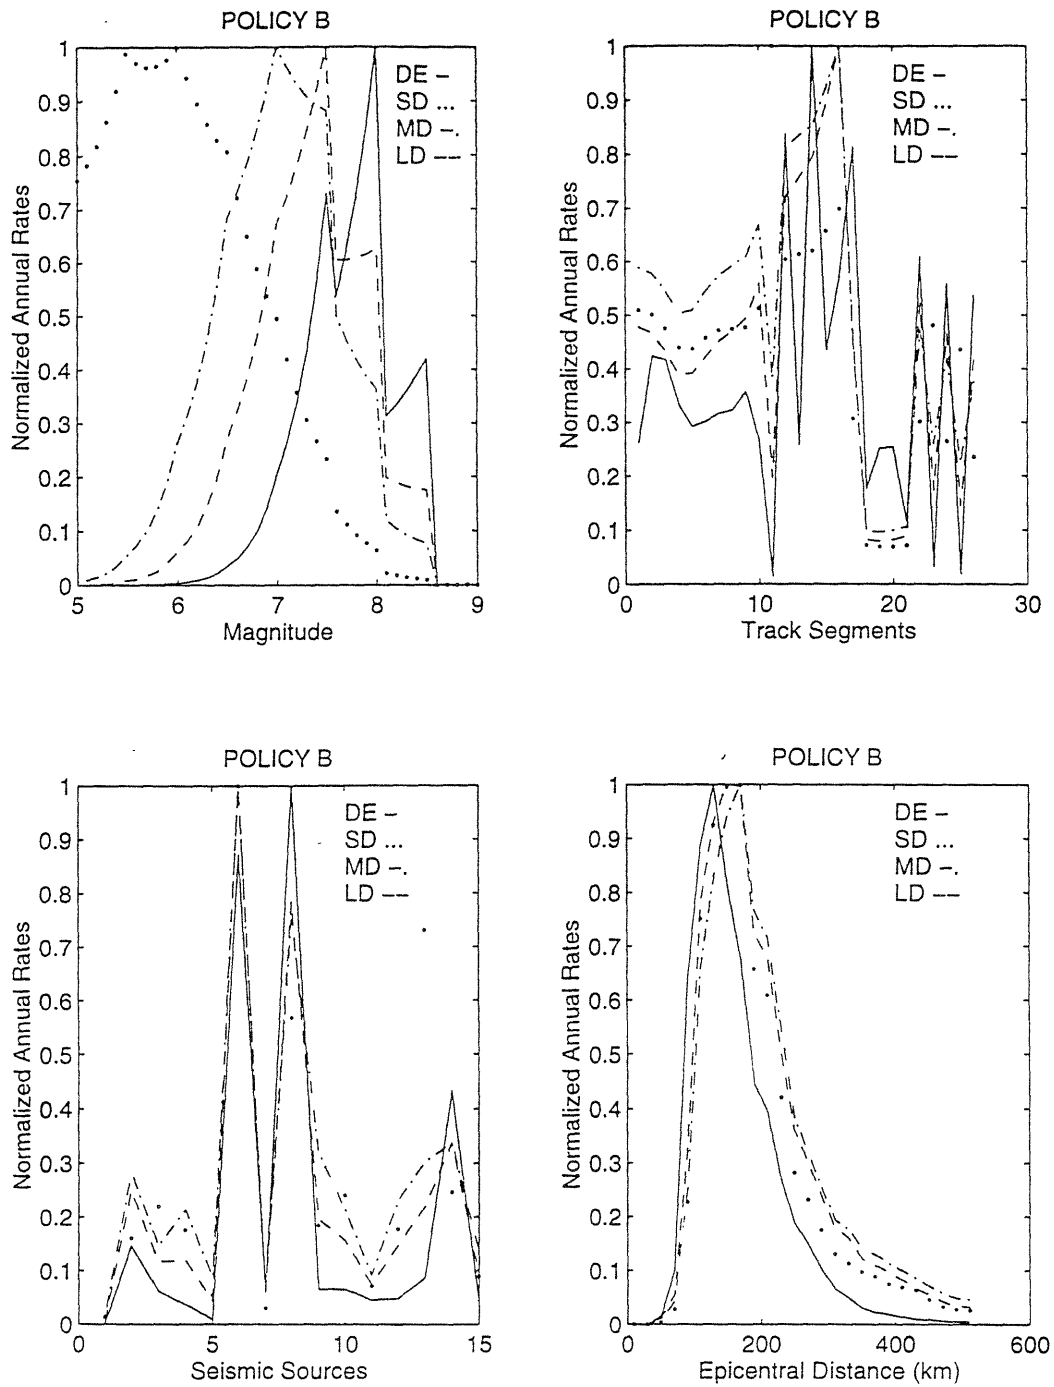 POLICY B
1
0.9
0.8
0.7
0.6
0.5
0.4
0.3
0.2
0.1
0
Normalized Annual Rates
DE –
SD ...
MD –.
LD ––
5
6
7
8
9
Magnitude
POLICY B
1
0.9
0.8
0.7
0.6
0.5
0.4
0.3
0.2
0.1
0
Normalized Annual Rates
DE –
SD ...
MD –.
LD ––
0
10
20
30
Track Segments
POLICY B
1
0.9
0.8
0.7
0.6
0.5
0.4
0.3
0.2
0.1
0
Normalized Annual Rates
DE –
SD ...
MD –.
LD ––
0
5
10
15
Seismic Sources
POLICY B
1
0.9
0.8
0.7
0.6
0.5
0.4
0.3
0.2
0.1
0
Normalized Annual Rates
DE –
SD ...
MD –.
LD ––
0
200
400
600
Epicentral Distance (km)